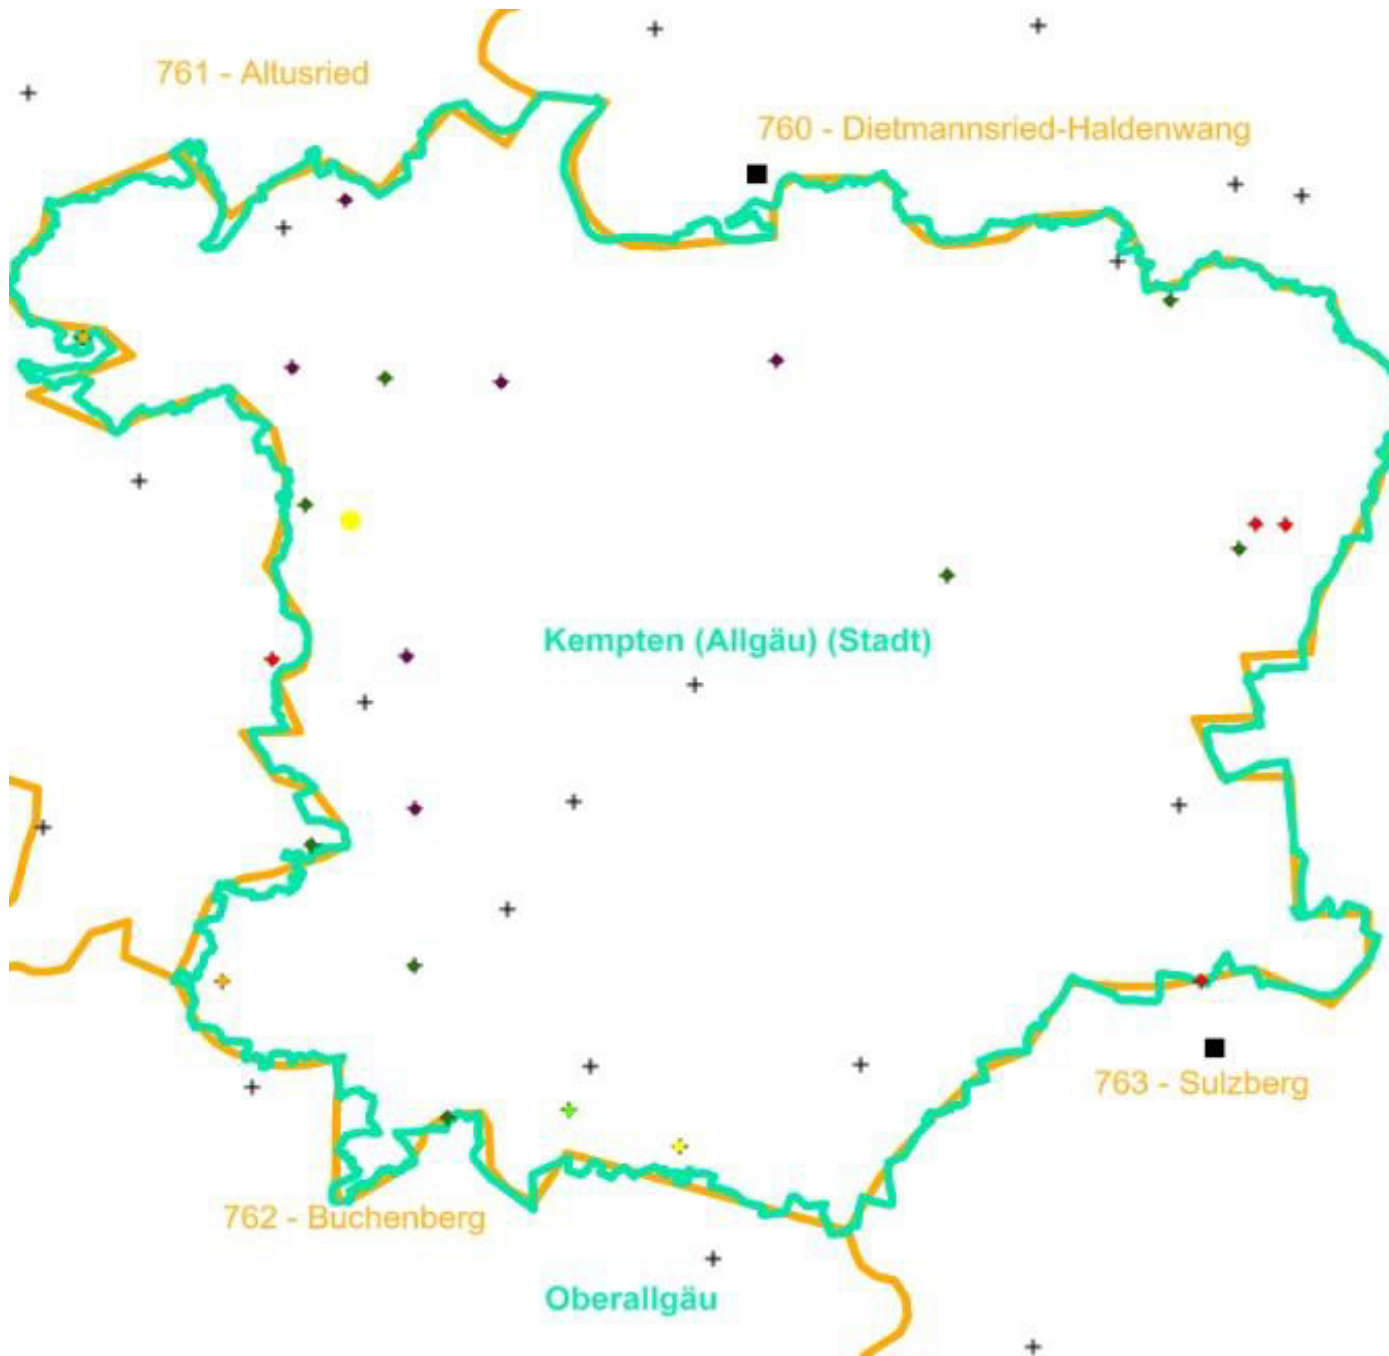 761 - Altusried
760 - Dietmannsried-Haldenwang
Kempten (Allgäu) (Stadt)
763 - Sulzberg
762 - Buchenberg
Oberallgäu